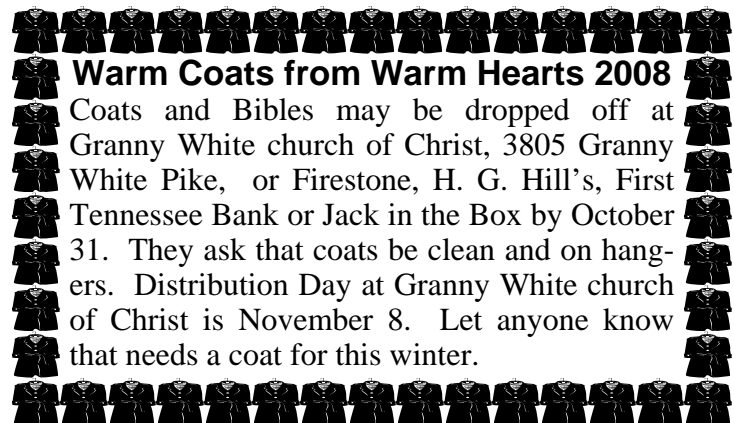 Warm Coats from Warm Hearts 2008
Coats and Bibles may be dropped off at
Granny White church of Christ, 3805 Granny
White Pike, or Firestone, H. G. Hill's, First
Tennessee Bank or Jack in the Box by October
31. They ask that coats be clean and on hang-
ers. Distribution Day at Granny White church
of Christ is November 8. Let anyone know
that needs a coat for this winter.